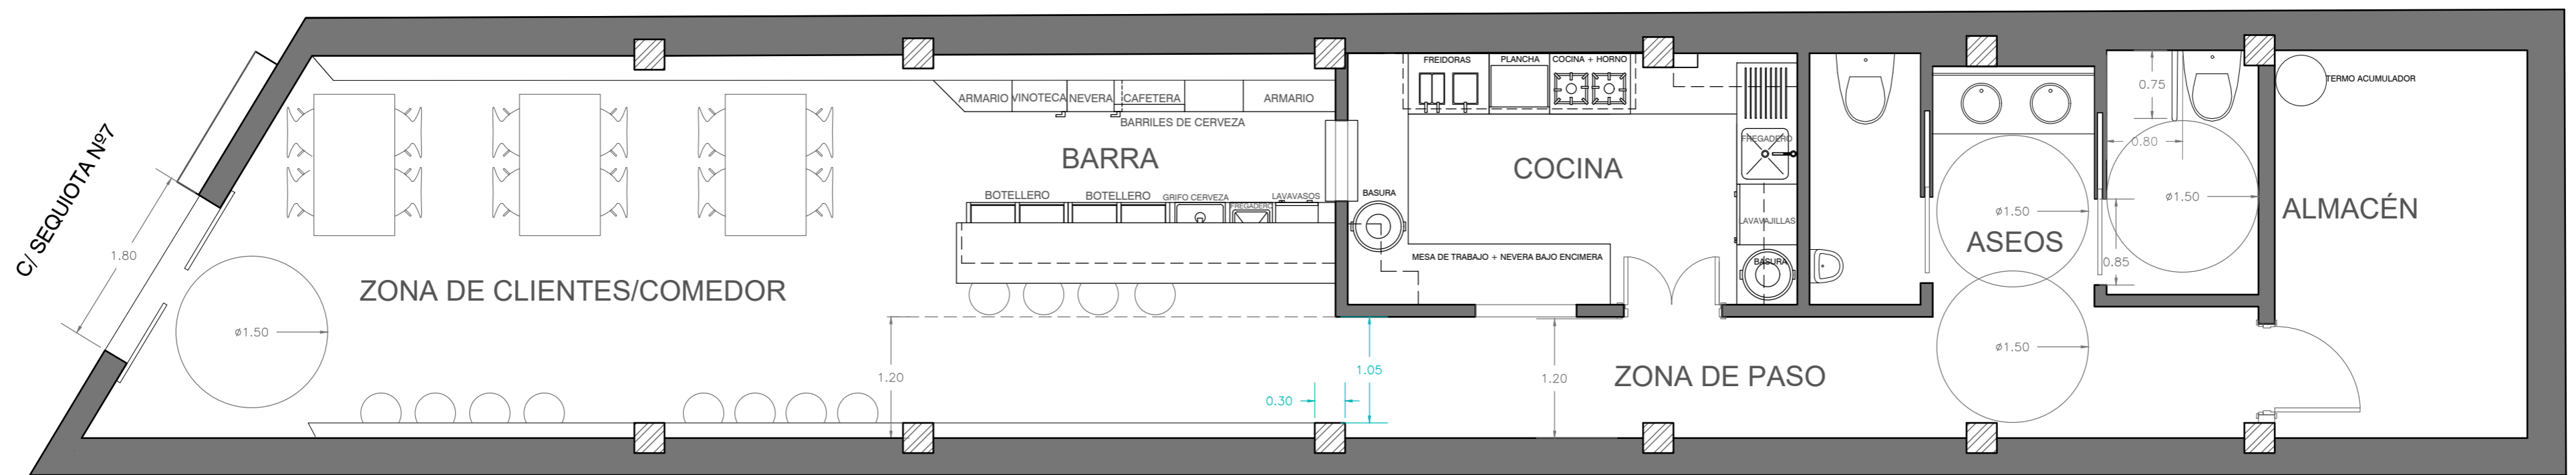 C/ SEQUIOTA Nº7
1.80
ø1.50
ZONA DE CLIENTES/COMEDOR
ARMARIO
VINOTECA
NEVERA
CAFETERA
ARMARIO
BARRILES DE CERVEZA
BARRA
BOTELLERO
BOTELLERO
GRIFO CERVEZA
FREGADERO
LAVAVASOS
1.20
0.30
1.05
FREIDORAS
PLANCHA
COCINA + HORNO
COCINA
BASURA
FREGADERO
LAVAVAJILLAS
BASURA
MESA DE TRABAJO + NEVERA BAJO ENCIMERA
1.20
ZONA DE PASO
ø1.50
ASEOS
ø1.50
0.75
0.80
ø1.50
0.85
TERMO ACUMULADOR
ALMACÉN